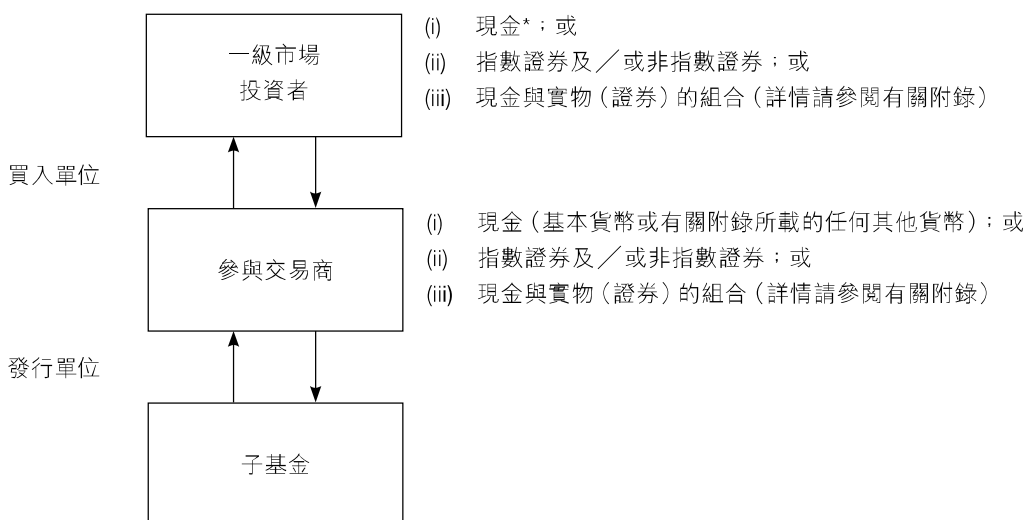 一級市場
投資者
(i) 現金*；或
(ii) 指數證券及／或非指數證券；或
(iii) 現金與實物（證券）的組合（詳情請參閱有關附錄）
買入單位
參與交易商
(i) 現金（基本貨幣或有關附錄所載的任何其他貨幣）；或
(ii) 指數證券及／或非指數證券；或
(iii) 現金與實物（證券）的組合（詳情請參閱有關附錄）
發行單位
子基金